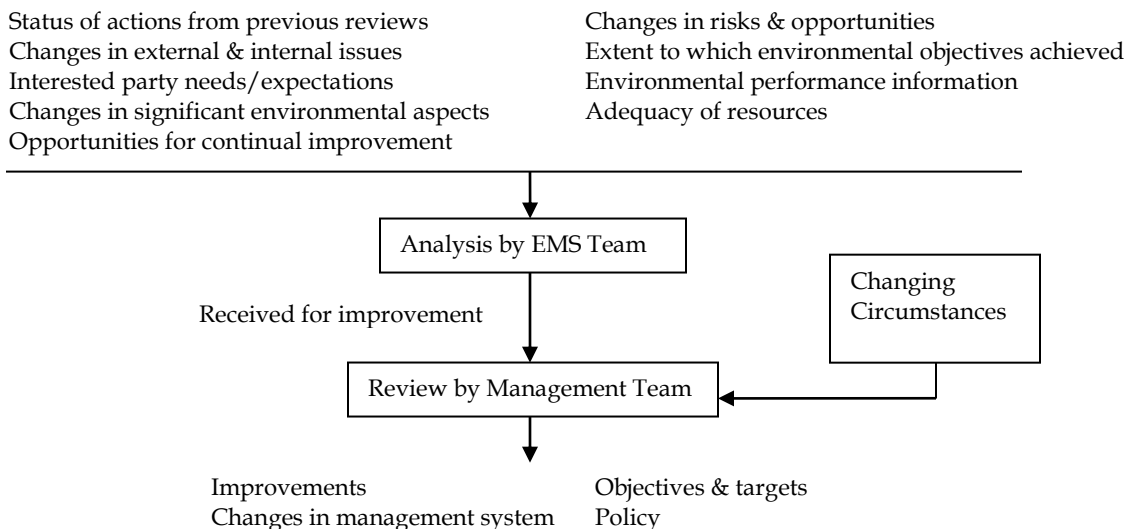 Status of actions from previous reviews
Changes in external & internal issues
Interested party needs/expectations
Changes in significant environmental aspects
Opportunities for continual improvement
Changes in risks & opportunities
Extent to which environmental objectives achieved
Environmental performance information
Adequacy of resources
Analysis by EMS Team
Received for improvement
Changing
Circumstances
Review by Management Team
Improvements
Changes in management system
Objectives & targets
Policy